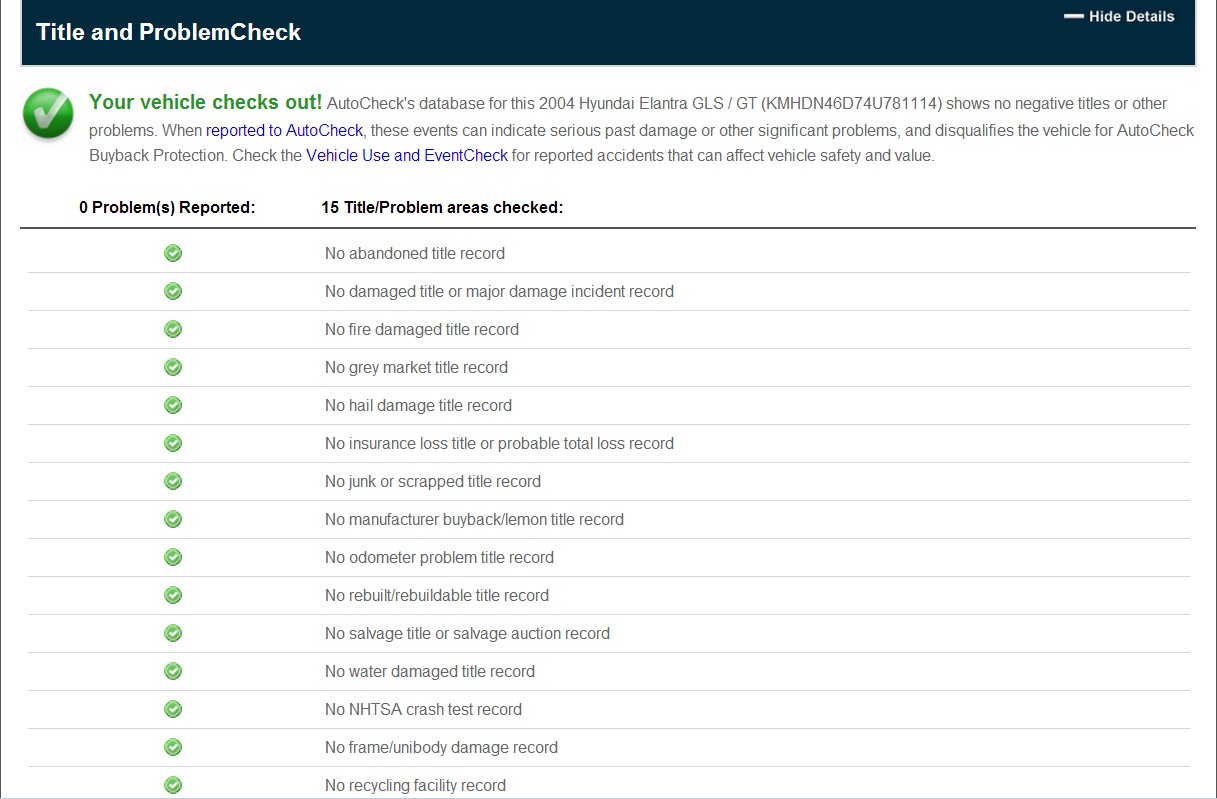 Title and ProblemCheck
Hide Details
Your vehicle checks out! AutoCheck's database for this 2004 Hyundai Elantra GLS / GT (KMHDN46D74U781114) shows no negative titles or other
problems. When reported to AutoCheck, these events can indicate serious past damage or other significant problems, and disqualifies the vehicle for AutoCheck
Buyback Protection. Check the Vehicle Use and EventCheck for reported accidents that can affect vehicle safety and value.
0 Problem(s) Reported: 15 Title/Problem areas checked:
No abandoned title record
No damaged title or major damage incident record
No fire damaged title record
No grey market title record
No hail damage title record
No insurance loss title or probable total loss record
No junk or scrapped title record
No manufacturer buyback/lemon title record
No odometer problem title record
No rebuilt/rebuildable title record
No salvage title or salvage auction record
No water damaged title record
No NHTSA crash test record
No frame/unibody damage record
No recycling facility record